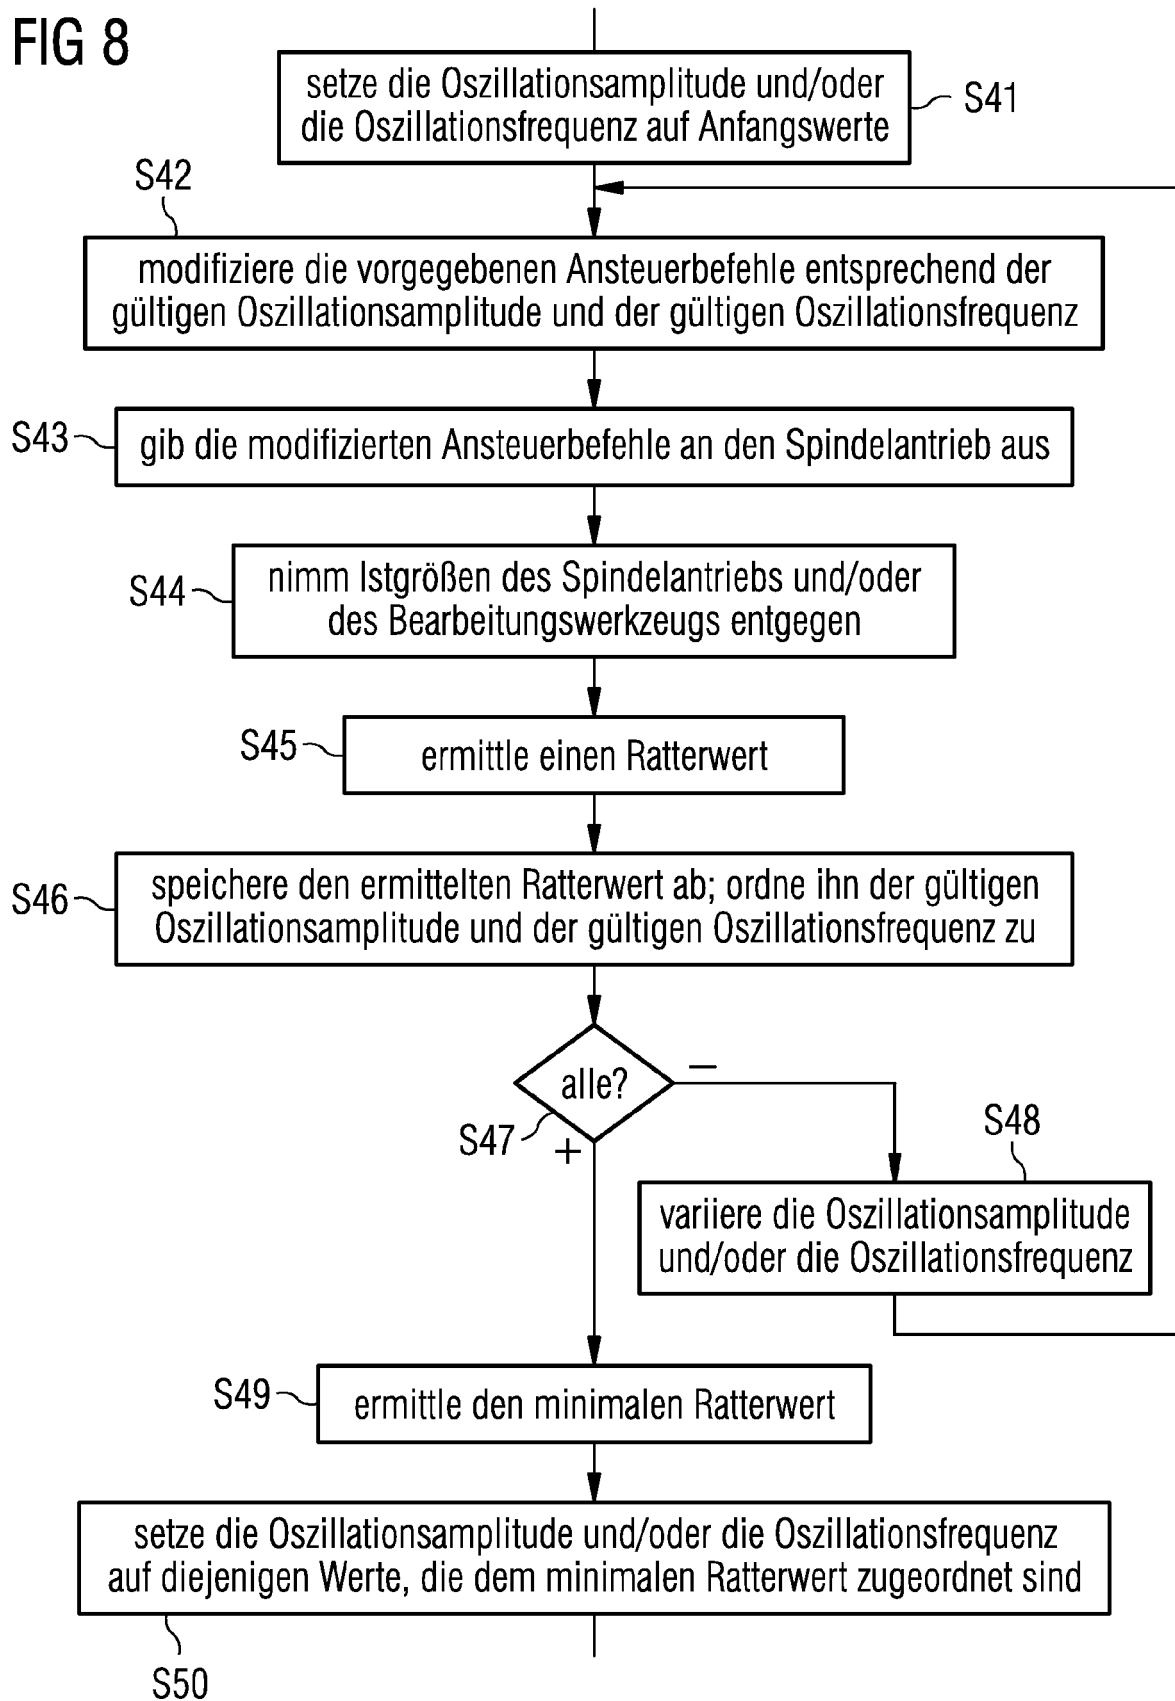 FIG 8
setze die Oszillationsamplitude und/oder
die Oszillationsfrequenz auf Anfangswerte
S41
S42
modifiziere die vorgegebenen Ansteuerbefehle entsprechend der
gültigen Oszillationsamplitude und der gültigen Oszillationsfrequenz
S43
gib die modifizierten Ansteuerbefehle an den Spindelantrieb aus
S44
nimm Istgrößen des Spindelantriebs und/oder
des Bearbeitungswerkzeugs entgegen
S45
ermittle einen Ratterwert
S46
speichere den ermittelten Ratterwert ab; ordne ihn der gültigen
Oszillationsamplitude und der gültigen Oszillationsfrequenz zu
alle?
−
S47
+
S48
variiere die Oszillationsamplitude
und/oder die Oszillationsfrequenz
S49
ermittle den minimalen Ratterwert
setze die Oszillationsamplitude und/oder die Oszillationsfrequenz
auf diejenigen Werte, die dem minimalen Ratterwert zugeordnet sind
S50